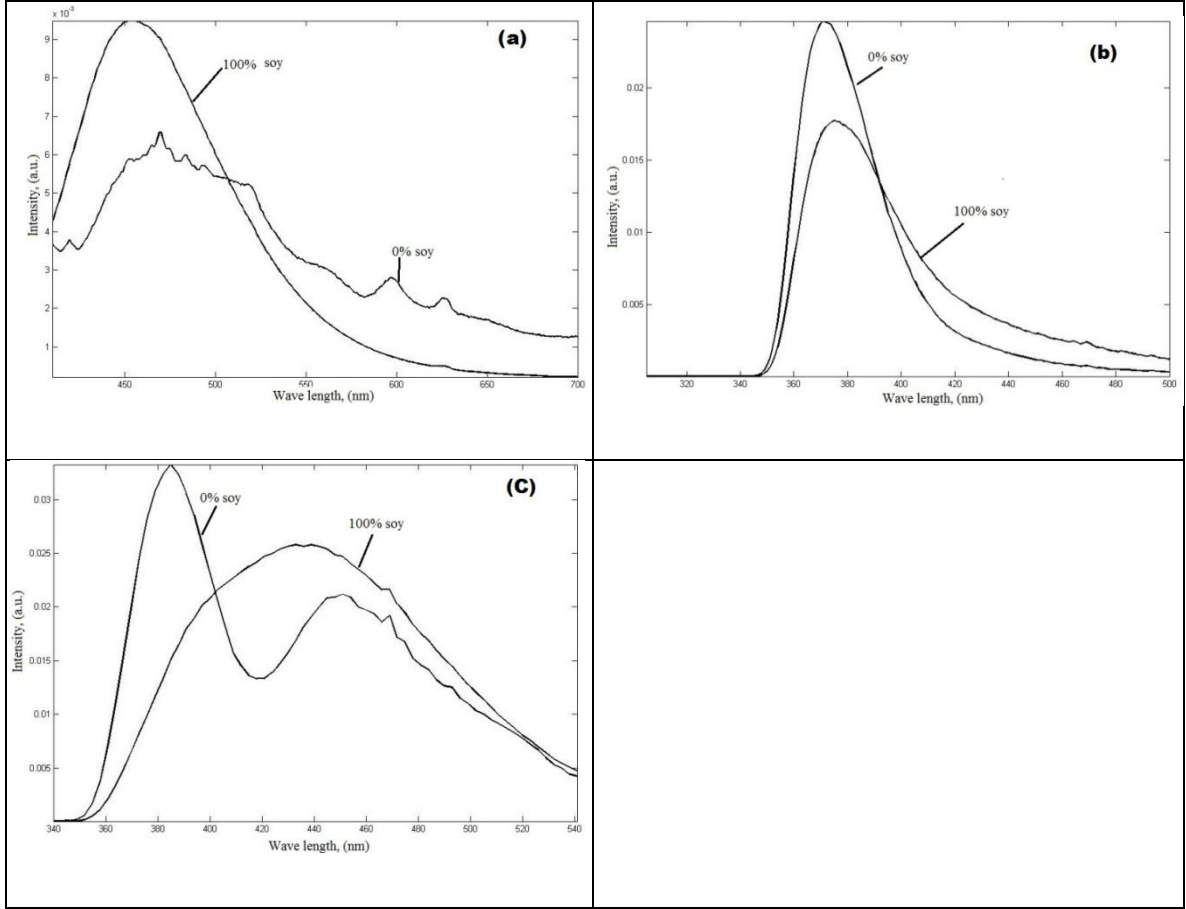 x 10⁻³
(a)
9
8
7
6
5
4
3
2
1
Intensity, (a.u.)
100% soy
0% soy
450 500 550 600 650 700
Wave length, (nm)
(b)
0.02
0.015
0.01
0.005
Intensity, (a.u.)
0% soy
100% soy
320 340 360 380 400 420 440 460 480 500
Wave length, (nm)
(C)
0.03
0.025
0.02
0.015
0.01
0.005
Intensity, (a.u.)
0% soy
100% soy
340 360 380 400 420 440 460 480 500 520 540
Wave length, (nm)